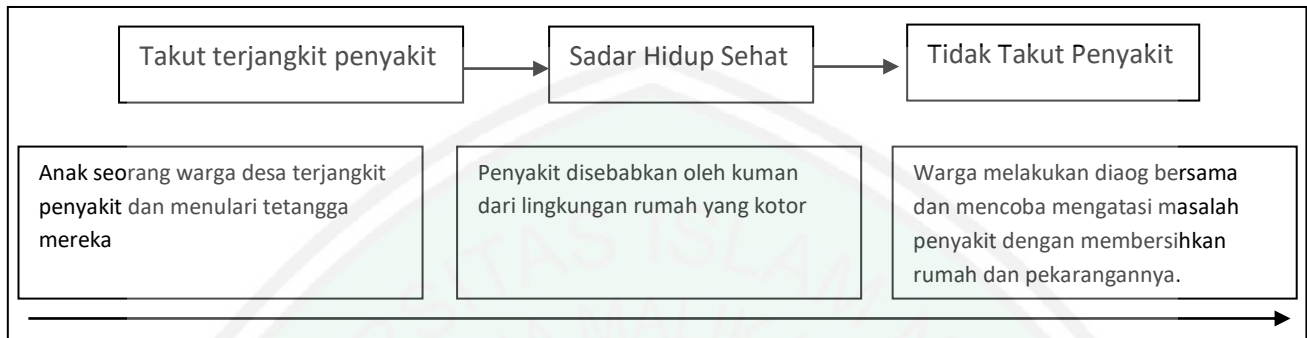 Takut terjangkit penyakit
Sadar Hidup Sehat
Tidak Takut Penyakit
Anak seorang warga desa terjangkit
penyakit dan menulari tetangga
mereka
Penyakit disebabkan oleh kuman
dari lingkungan rumah yang kotor
Warga melakukan diaog bersama
dan mencoba mengatasi masalah
penyakit dengan membersihkan
rumah dan pekarangannya.